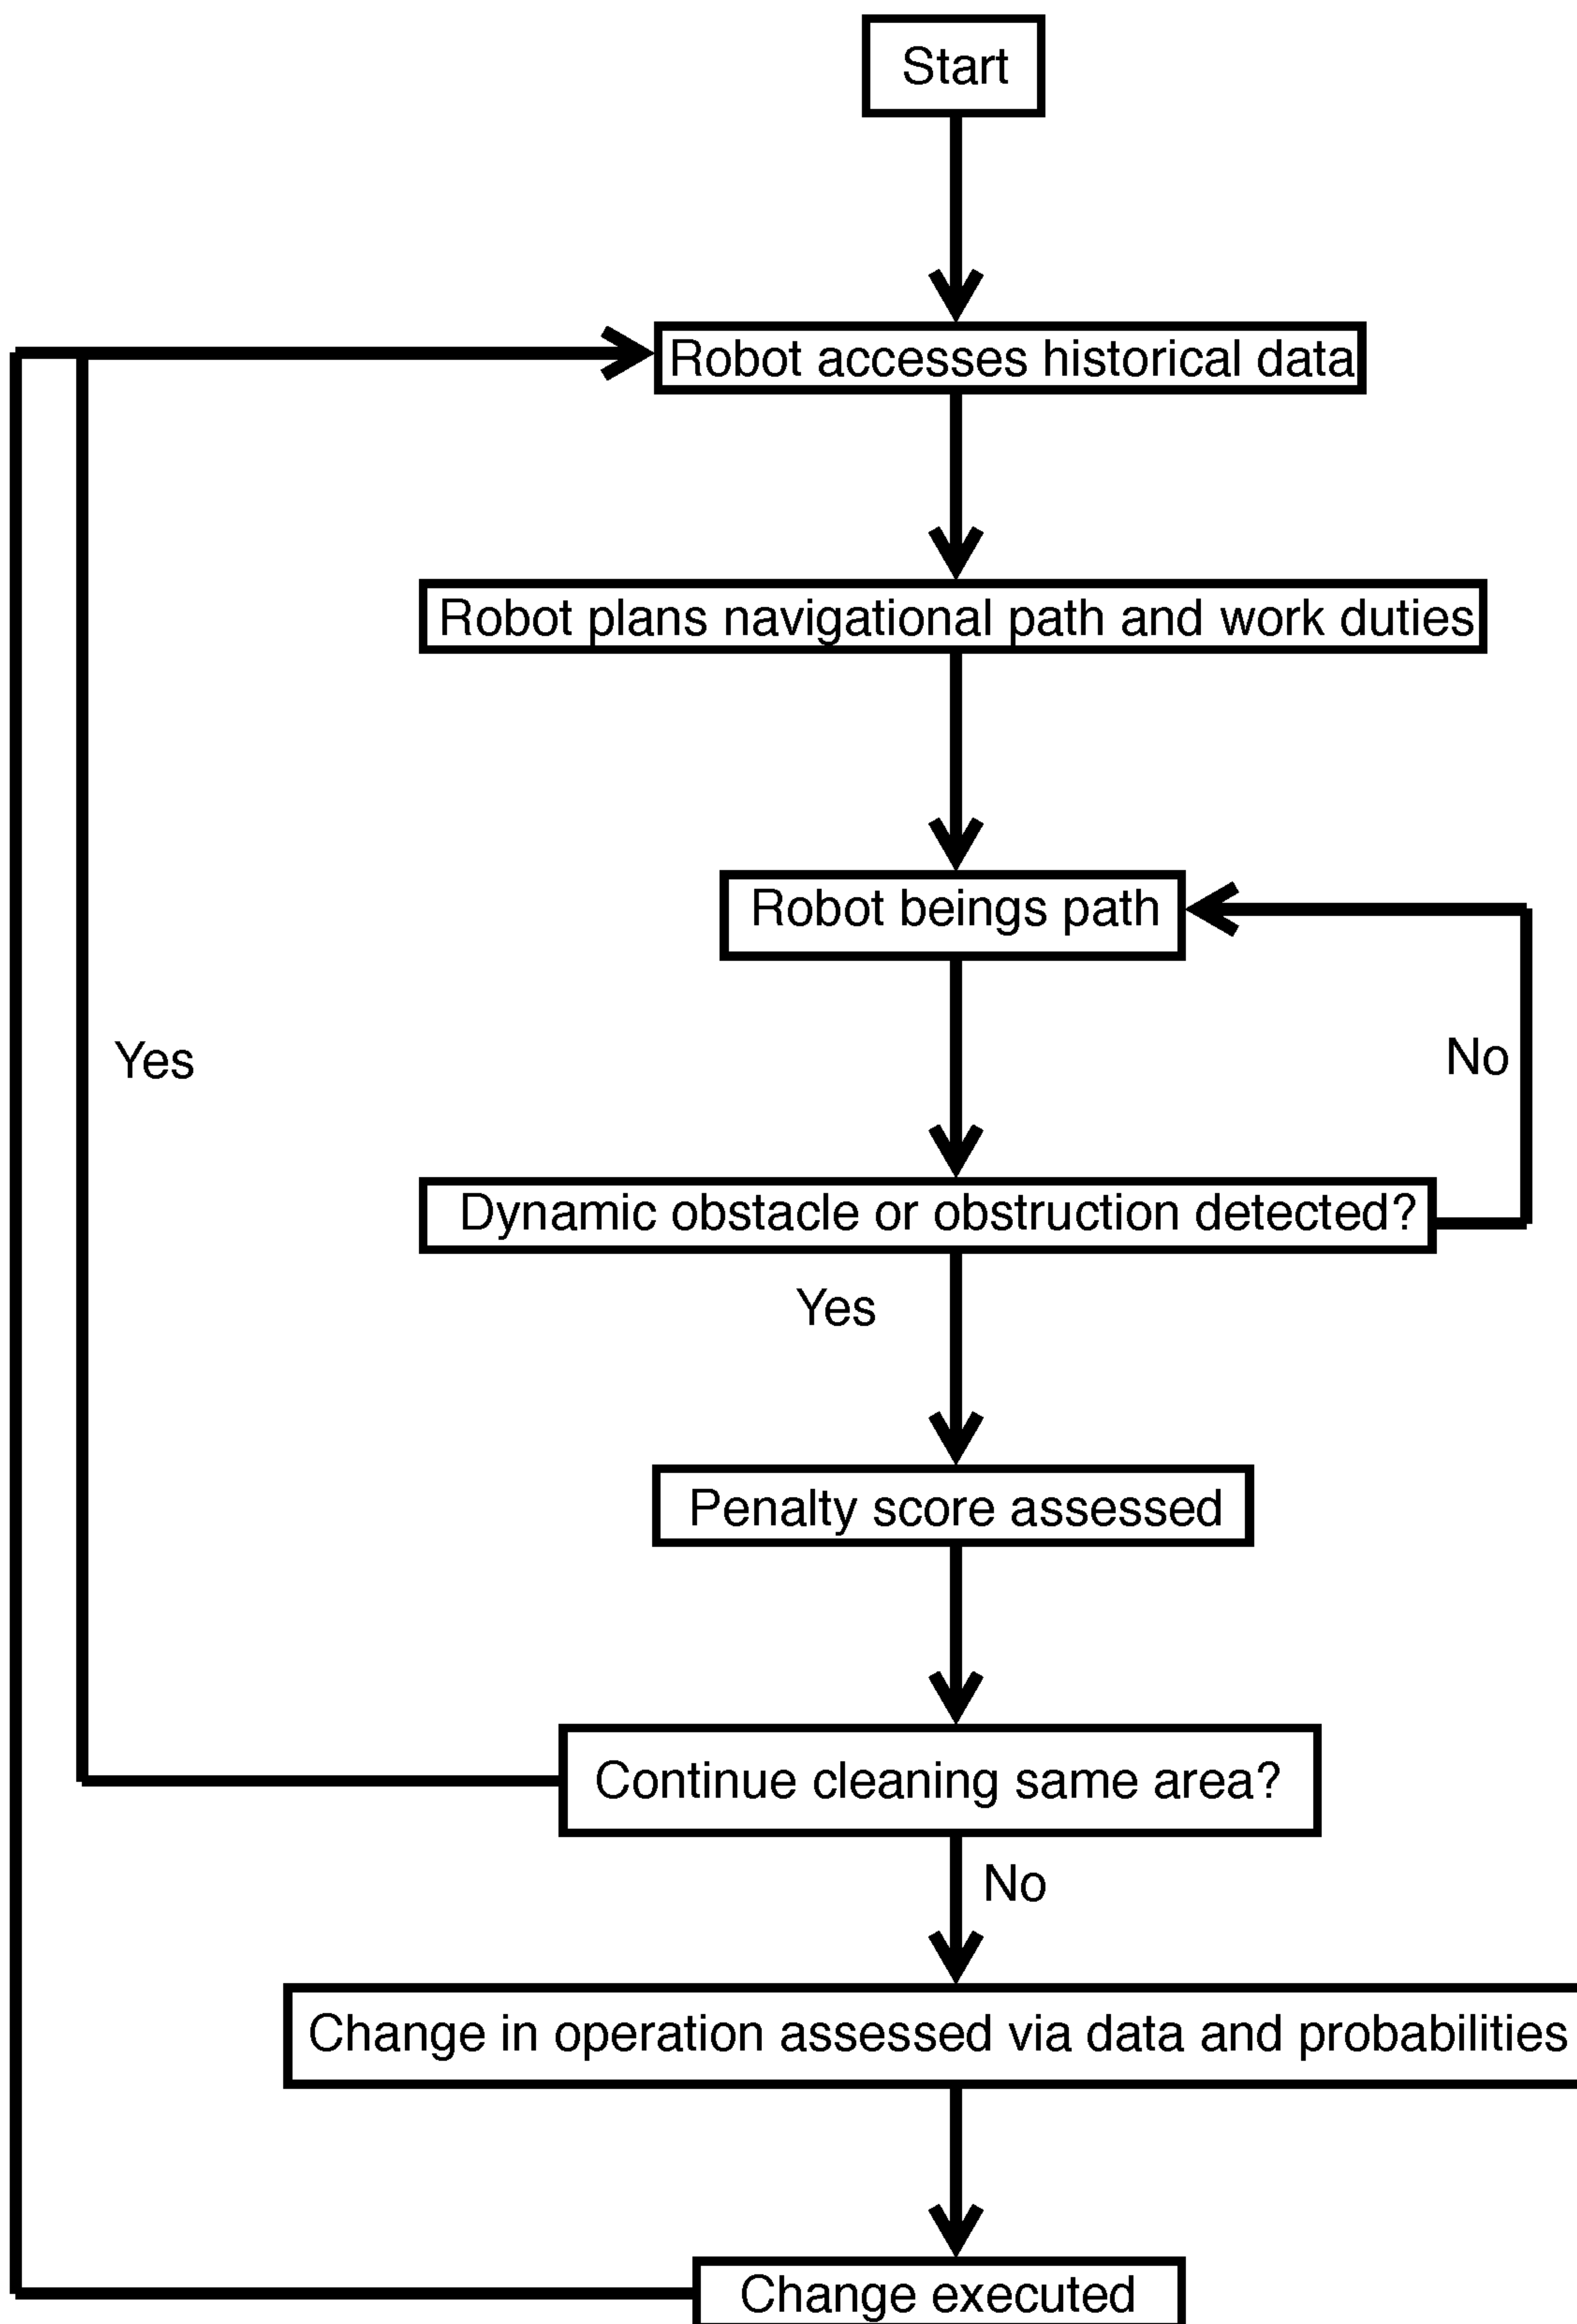 Start
Robot accesses historical data
Robot plans navigational path and work duties
Robot beings path
Yes
No
Dynamic obstacle or obstruction detected?
Yes
Penalty score assessed
Continue cleaning same area?
No
Change in operation assessed via data and probabilities
Change executed